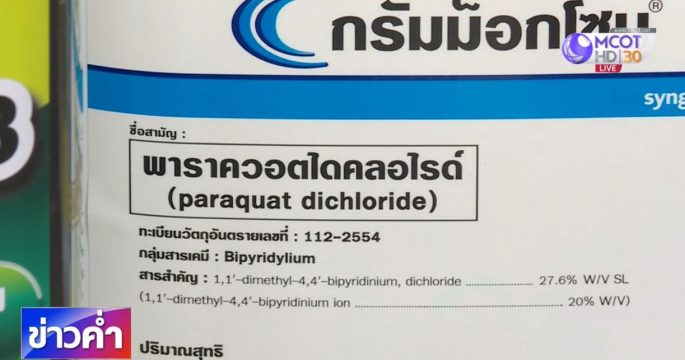 กรัมม็อกโซน®
MCOT
HD 30
LIVE
syng
ชื่อสามัญ :
พาราควอตไดคลอไรด์
(paraquat dichloride)
ทะเบียนวัตถุอันตรายเลขที่ : 112-2554
กลุ่มสารเคมี : Bipyridylium
สารสำคัญ : 1,1'-dimethyl-4,4'-bipyridinium, dichloride ........................ 27.6% W/V SL
(1,1'-dimethyl-4,4'-bipyridinium ion ........................................................ 20% W/V)
ข่าวค่ำ
ปริมาณสุทธิ